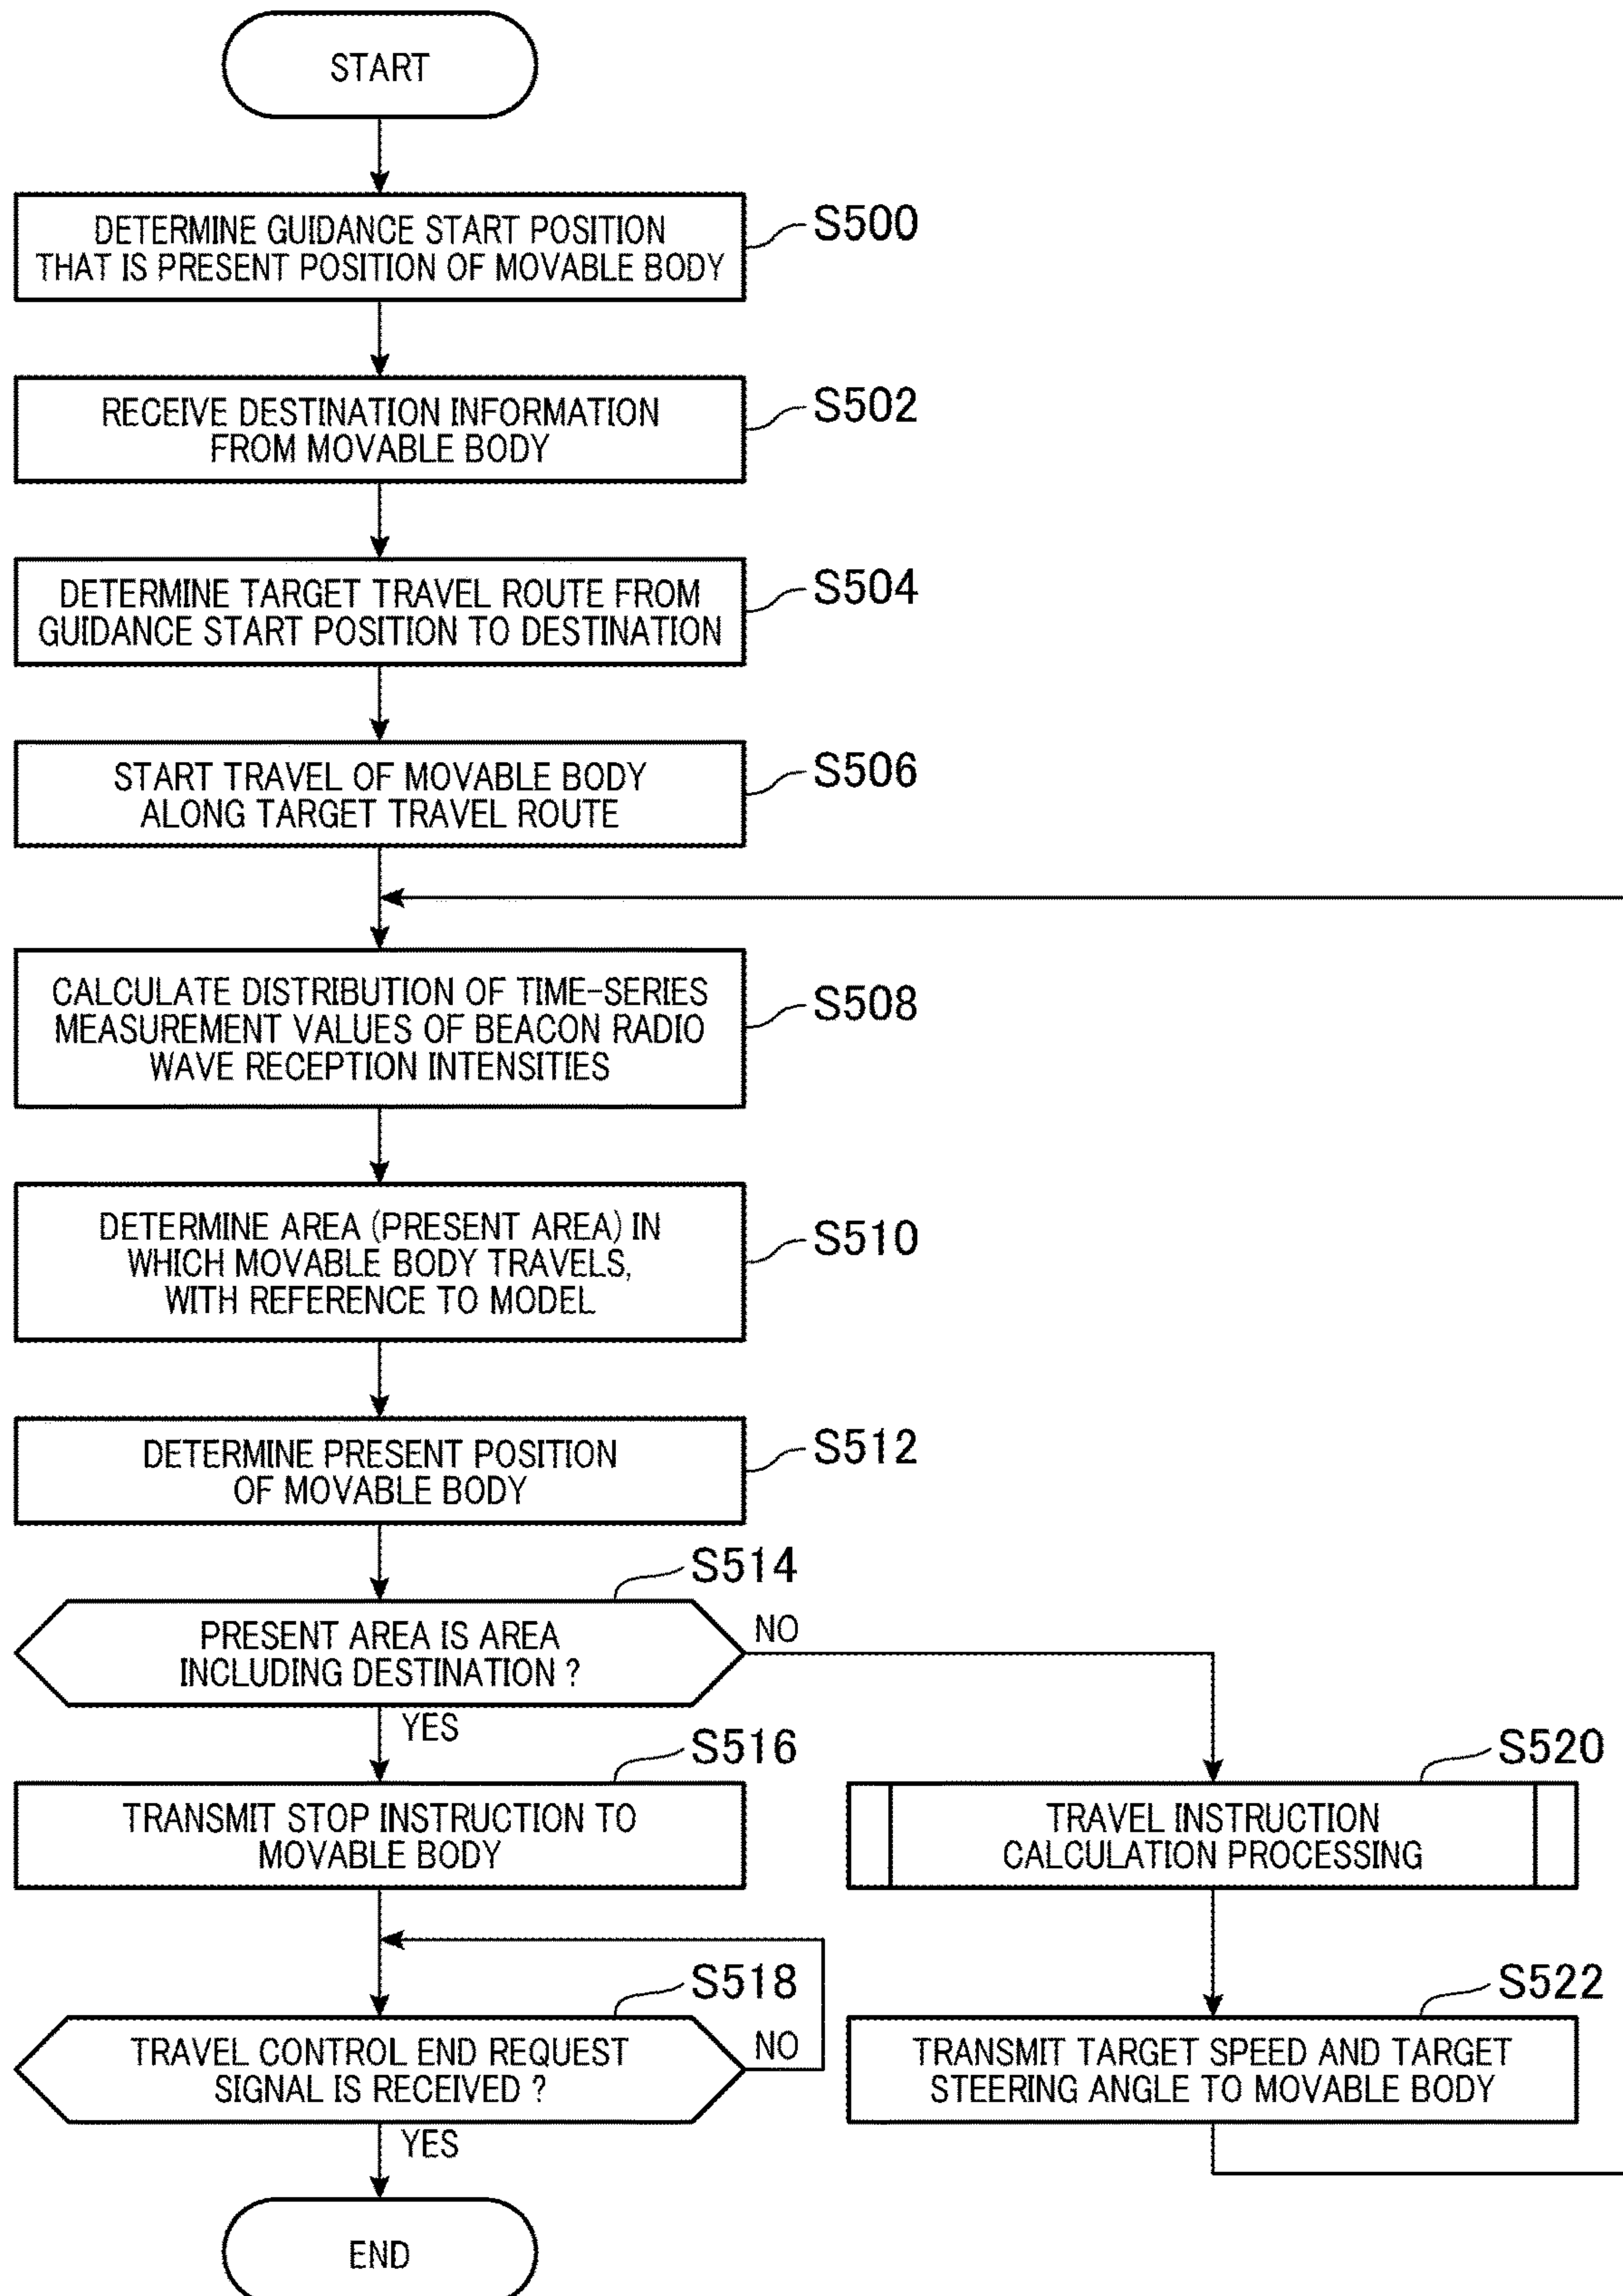 START
DETERMINE GUIDANCE START POSITION
THAT IS PRESENT POSITION OF MOVABLE BODY
S500
RECEIVE DESTINATION INFORMATION
FROM MOVABLE BODY
S502
DETERMINE TARGET TRAVEL ROUTE FROM
GUIDANCE START POSITION TO DESTINATION
S504
START TRAVEL OF MOVABLE BODY
ALONG TARGET TRAVEL ROUTE
S506
CALCULATE DISTRIBUTION OF TIME-SERIES
MEASUREMENT VALUES OF BEACON RADIO
WAVE RECEPTION INTENSITIES
S508
DETERMINE AREA (PRESENT AREA) IN
WHICH MOVABLE BODY TRAVELS,
WITH REFERENCE TO MODEL
S510
DETERMINE PRESENT POSITION
OF MOVABLE BODY
S512
S514
PRESENT AREA IS AREA
INCLUDING DESTINATION ?
NO
YES
S516
TRANSMIT STOP INSTRUCTION TO
MOVABLE BODY
S520
TRAVEL INSTRUCTION
CALCULATION PROCESSING
S518
TRAVEL CONTROL END REQUEST
SIGNAL IS RECEIVED ?
NO
YES
S522
TRANSMIT TARGET SPEED AND TARGET
STEERING ANGLE TO MOVABLE BODY
END